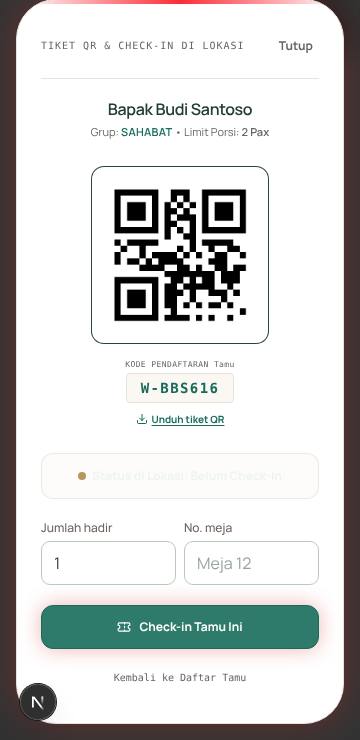 TIKET QR & CHECK-IN DI LOKASI
Tutup
Bapak Budi Santoso
Grup: SAHABAT • Limit Porsi: 2 Pax
KODE PENDAFTARAN Tamu
W-BBS616
Unduh tiket QR
Status di Lokasi: Belum Check-in
Jumlah hadir
No. meja
1
Meja 12
Check-in Tamu Ini
Kembali ke Daftar Tamu
N